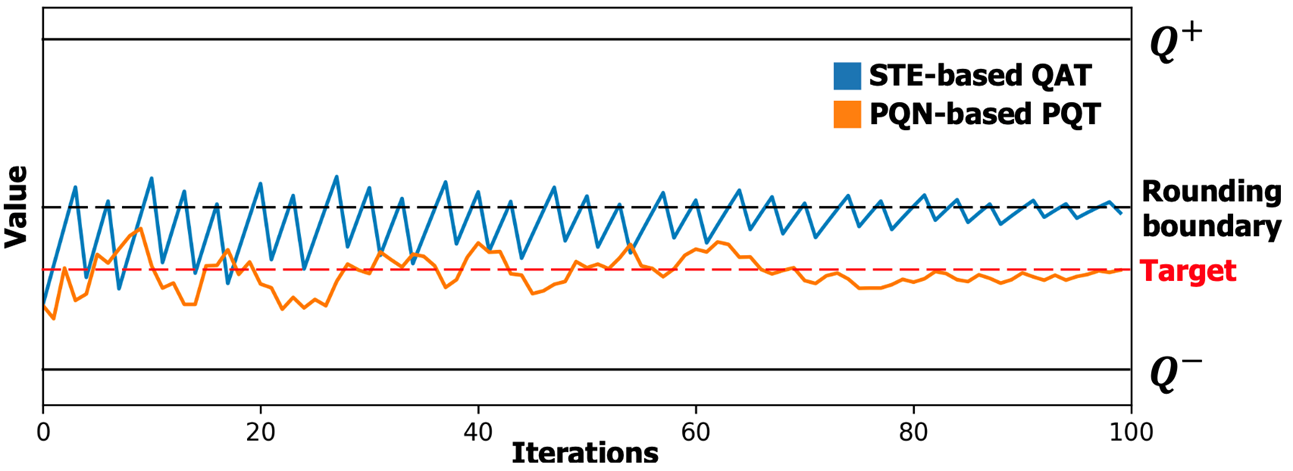 Q⁺
STE-based QAT
PQN-based PQT
Value
Rounding
boundary
Target
Q⁻
0 20 40 60 80 100
Iterations